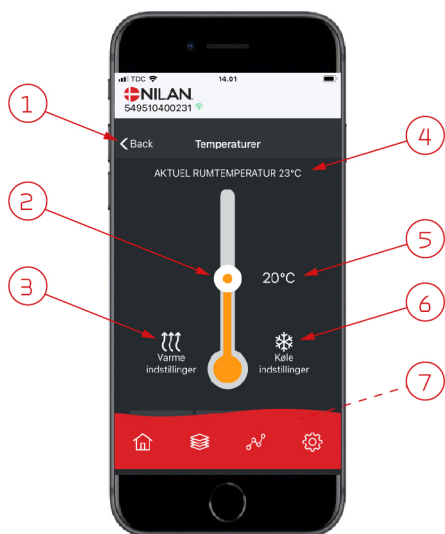 TDC 14.01
NILAN
549510400231
Back Temperaturer
AKTUEL RUMTEMPERATUR 23°C
20°C
Varme
indstillinger
Køle
indstillinger
1
2
3
4
5
6
7